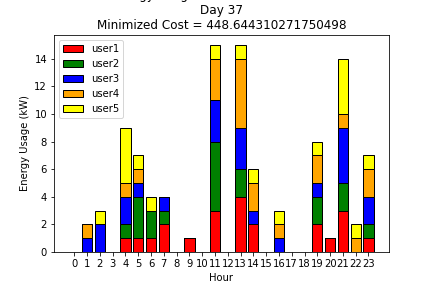 Day 37
Minimized Cost = 448.644310271750498
user1
user2
user3
user4
user5
Energy Usage (kW)
14
12
10
8
6
4
2
0
0 1 2 3 4 5 6 7 8 9 10 11 12 13 14 15 16 17 18 19 20 21 22 23
Hour